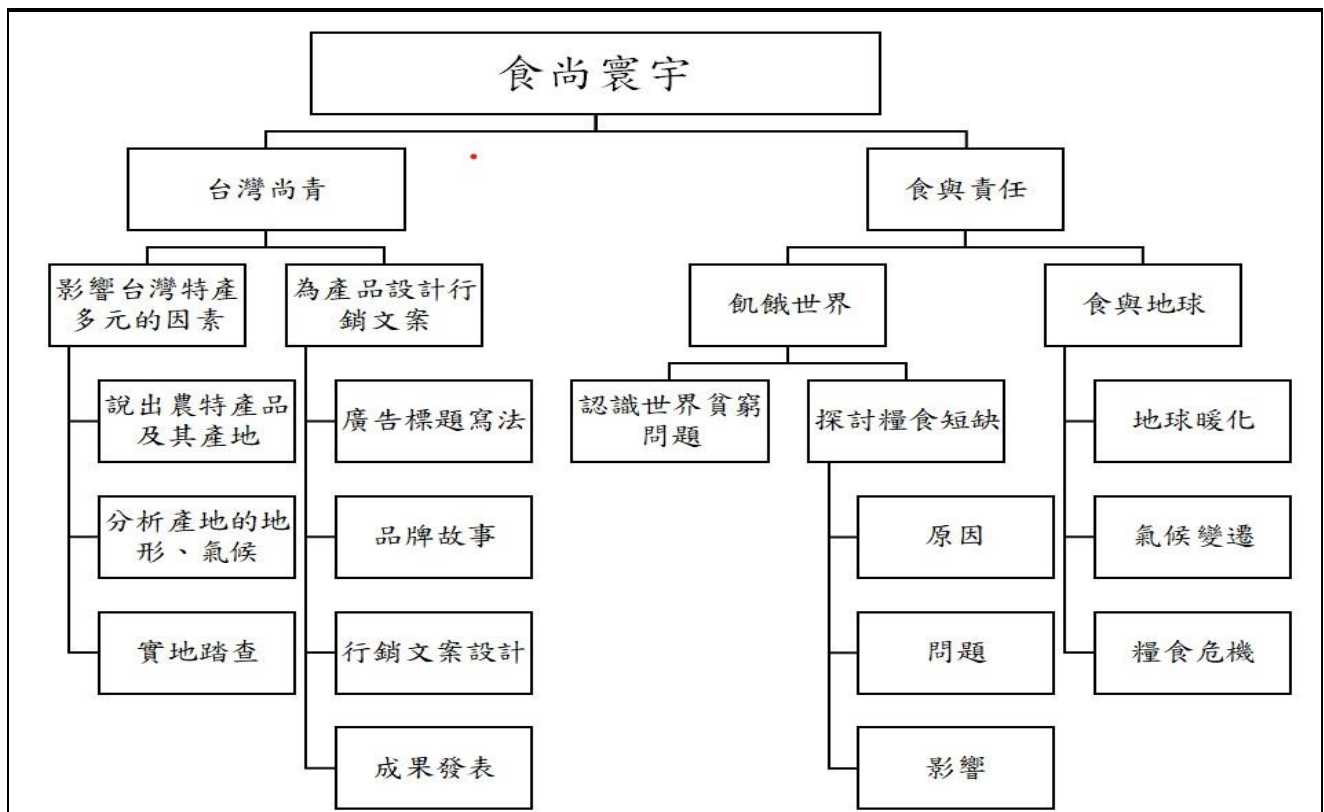 食尚寰宇
台灣尚青
食與責任
影響台灣特產
多元的因素
為產品設計行
銷文案
飢餓世界
食與地球
說出農特產品
及其產地
廣告標題寫法
認識世界貧窮
問題
探討糧食短缺
地球暖化
分析產地的地
形、氣候
品牌故事
原因
氣候變遷
實地踏查
行銷文案設計
問題
糧食危機
成果發表
影響